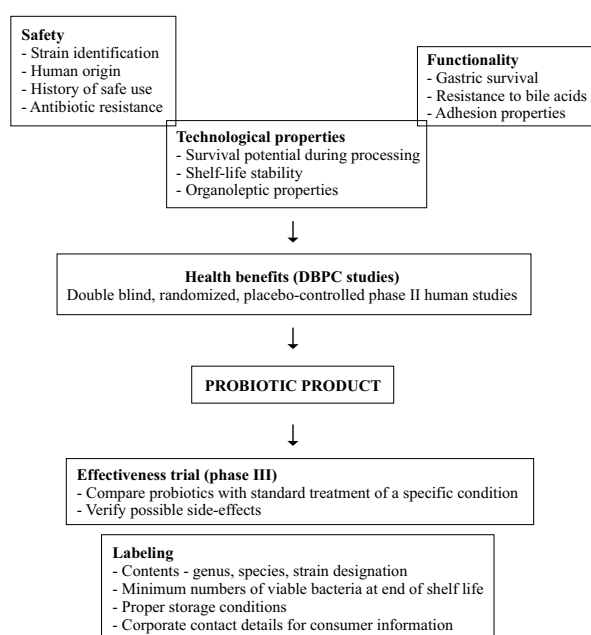 Safety
- Strain identification
- Human origin
- History of safe use
- Antibiotic resistance
Functionality
- Gastric survival
- Resistance to bile acids
- Adhesion properties
Technological properties
- Survival potential during processing
- Shelf-life stability
- Organoleptic properties
Health benefits (DBPC studies)
Double blind, randomized, placebo-controlled phase II human studies
PROBIOTIC PRODUCT
Effectiveness trial (phase III)
- Compare probiotics with standard treatment of a specific condition
- Verify possible side-effects
Labeling
- Contents - genus, species, strain designation
- Minimum numbers of viable bacteria at end of shelf life
- Proper storage conditions
- Corporate contact details for consumer information